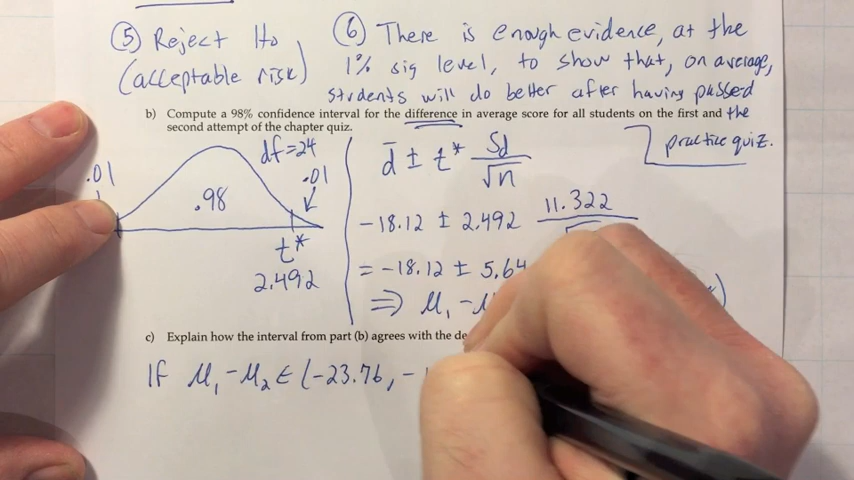 ⑤ Reject H₀
(acceptable risk)
⑥ There is enough evidence, at the
1% sig level, to show that, on average,
students will do better after having passed
the
practice quiz.
b) Compute a 98% confidence interval for the difference in average score for all students on the first and
second attempt of the chapter quiz.
df=24
.01
.01
.98
t*
2.492
d̄ ± t* Sd/√n
-18.12 ± 2.492 11.322
= -18.12 ± 5.64
⇒ μ₁ -
c) Explain how the interval from part (b) agrees with the
If μ₁-μ₂ ∈ (-23.76, -